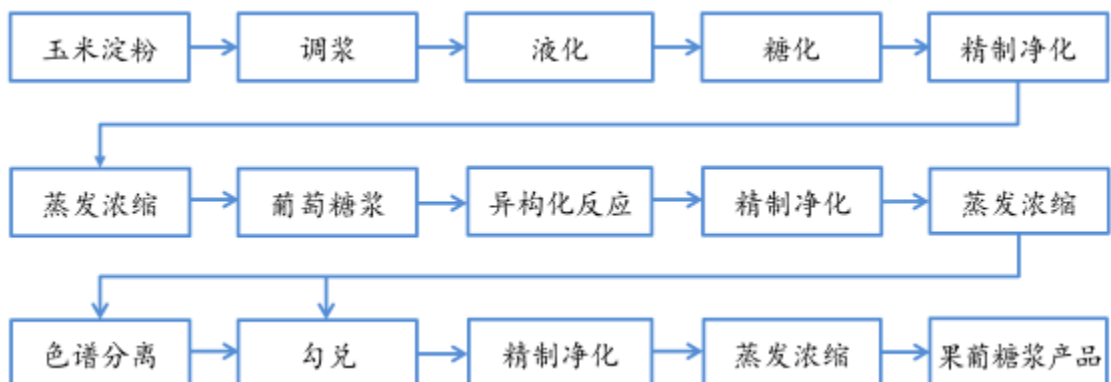 玉米淀粉
调浆
液化
糖化
精制净化
蒸发浓缩
葡萄糖浆
异构化反应
精制净化
蒸发浓缩
色谱分离
勾兑
精制净化
蒸发浓缩
果葡糖浆产品